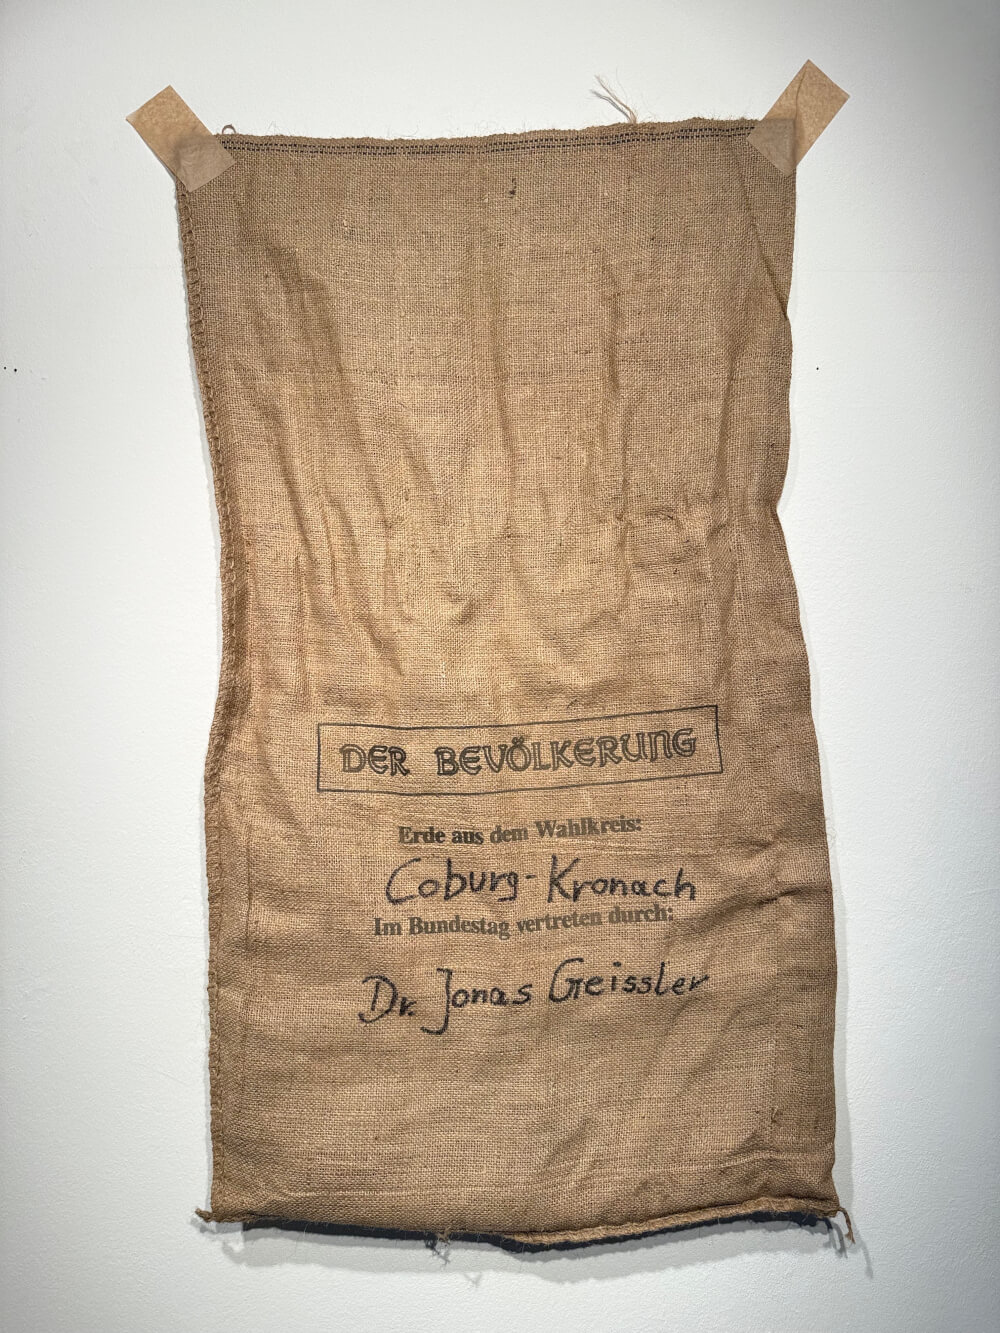 DER BEVÖLKERUNG
Erde aus dem Wahlkreis:
Coburg-Kronach
Im Bundestag vertreten durch:
Dr. Jonas Geissler